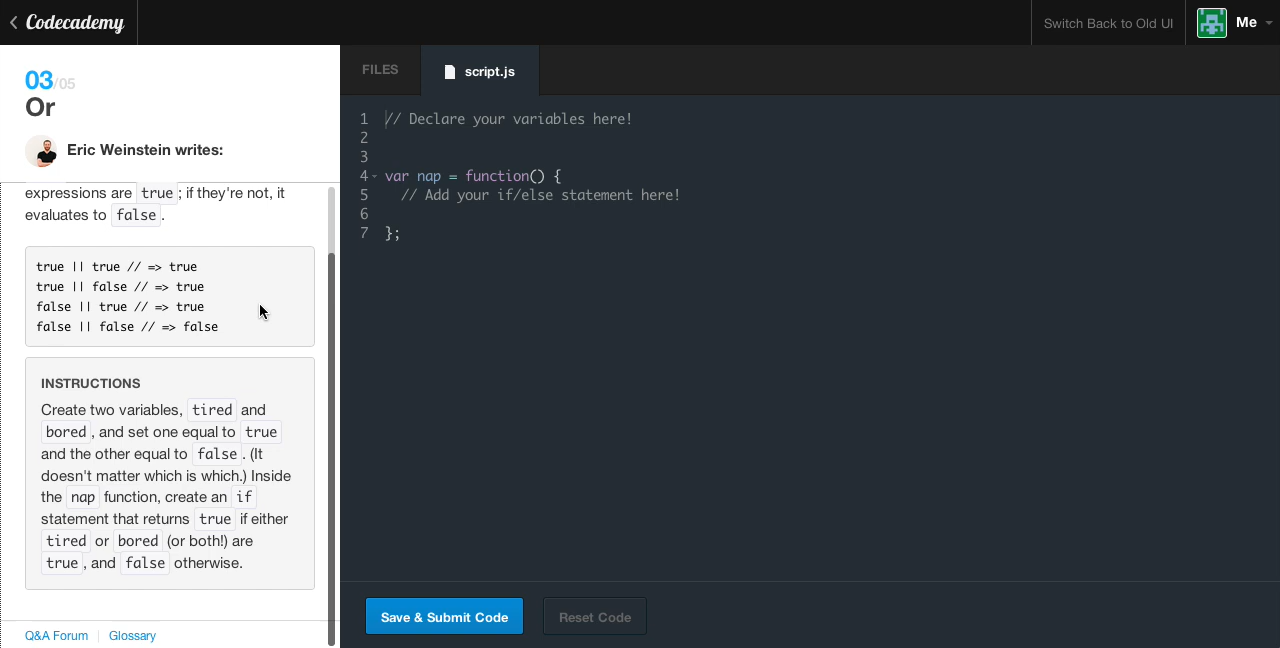 Codecademy
Switch Back to Old UI
Me
03/05
Or
Eric Weinstein writes:
expressions are true; if they're not, it
evaluates to false.
true || true // => true
true || false // => true
false || true // => true
false || false // => false
INSTRUCTIONS
Create two variables, tired and
bored, and set one equal to true
and the other equal to false. (It
doesn't matter which is which.) Inside
the nap function, create an if
statement that returns true if either
tired or bored (or both!) are
true, and false otherwise.
Q&A Forum | Glossary
FILES
script.js
1 // Declare your variables here!
2
3
4 var nap = function() {
5 // Add your if/else statement here!
6
7 };
Save & Submit Code
Reset Code